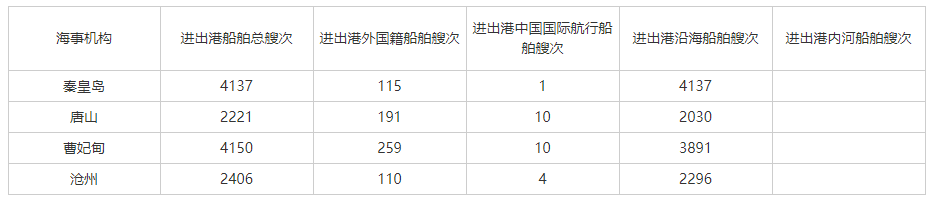 海事机构 进出港船舶总艘次 进出港外国籍船舶艘次 进出港中国国际航行船舶艘次 进出港沿海船舶艘次 进出港内河船舶艘次
秦皇岛 4137 115 1 4137
唐山 2221 191 10 2030
曹妃甸 4150 259 10 3891
沧州 2406 110 4 2296